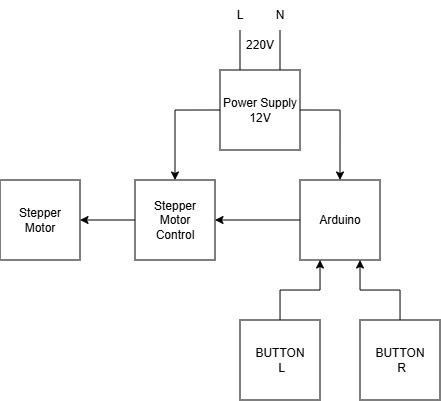 L N
220V
Power Supply
12V
Stepper
Motor
Stepper
Motor
Control
Arduino
BUTTON
L
BUTTON
R